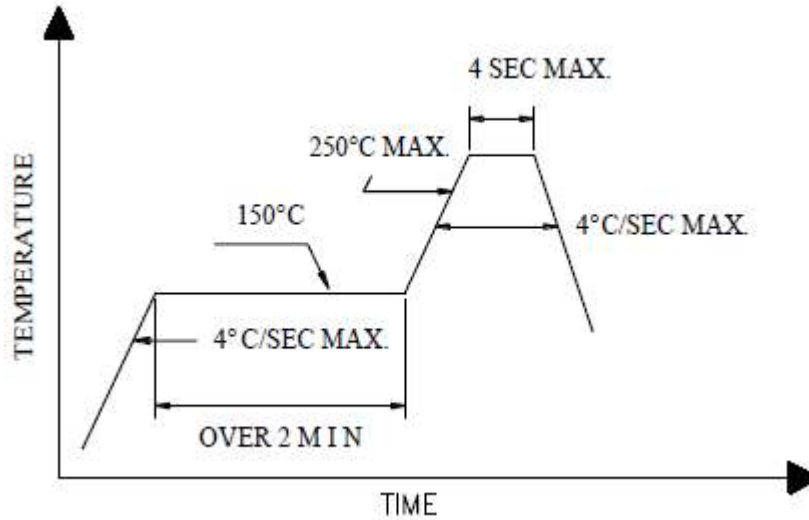 4 SEC MAX.
250°C MAX.
150°C
4°C/SEC MAX.
4° C/SEC MAX.
OVER 2 M I N
TEMPERATURE
TIME